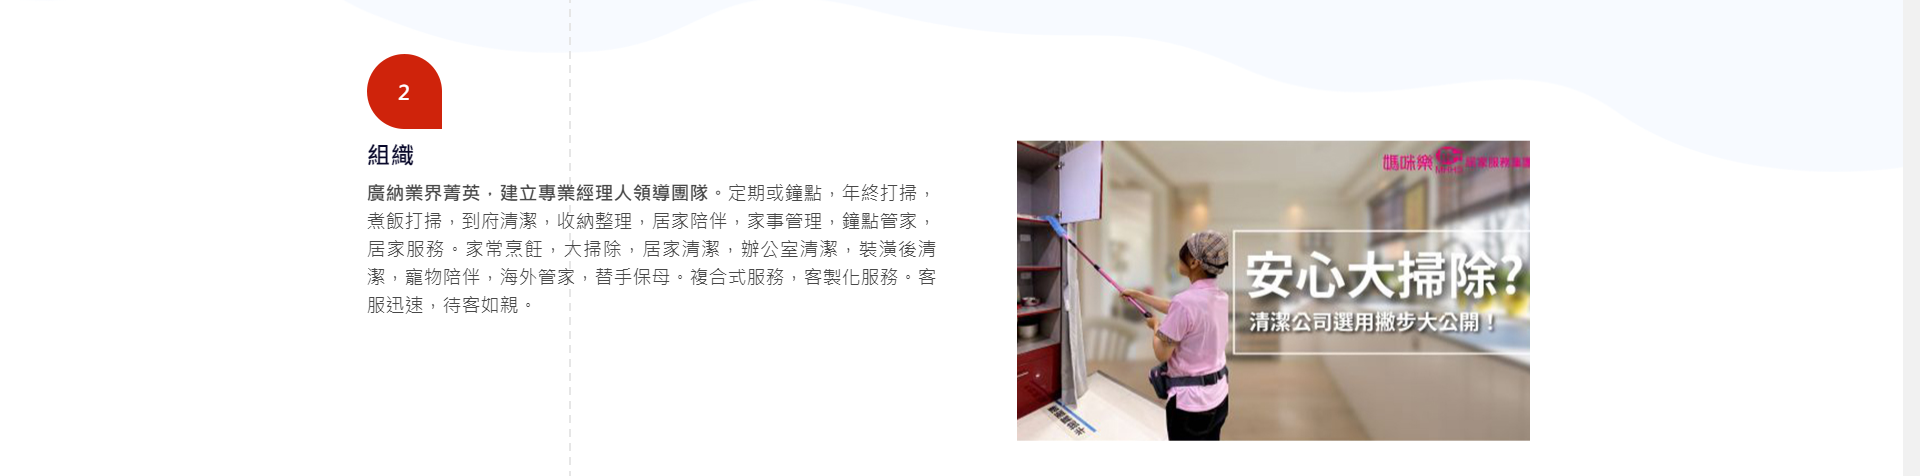 2
組織
廣納業界菁英，建立專業經理人領導團隊。定期或鐘點，年終打掃，
煮飯打掃，到府清潔，收納整理，居家陪伴，家事管理，鐘點管家，
居家服務。家常烹飪，大掃除，居家清潔，辦公室清潔，裝潢後清
潔，寵物陪伴，海外管家，替手保母。複合式服務，客製化服務。客
服迅速，待客如親。
媽咪樂 居家服務集團
安心大掃除?
清潔公司選用撇步大公開！